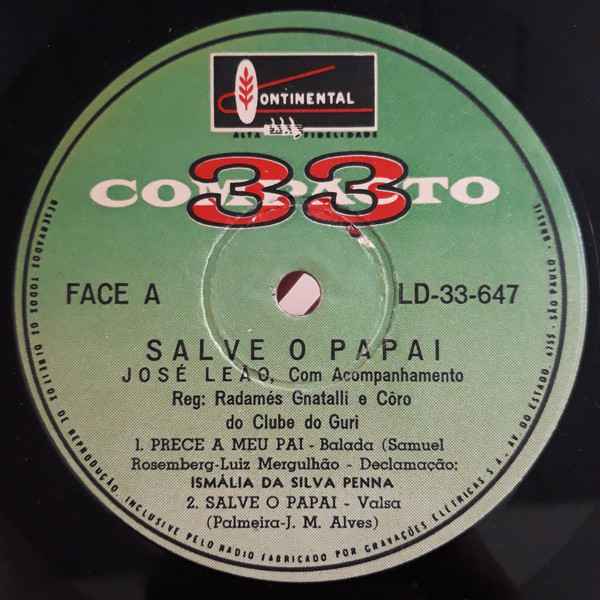 CONTINENTAL
ALTA FIDELIDADE
COMPACTO
33
FACE A
LD-33-647
SALVE O PAPAI
JOSÉ LEÃO, Com Acompanhamento
Reg: Radamés Gnatalli e Côro
do Clube do Guri
1. PRECE A MEU PAI - Balada (Samuel
Rosemberg-Luiz Mergulhão - Declamação:
ISMÁLIA DA SILVA PENNA
2. SALVE O PAPAI - Valsa
(Palmeira-J. M. Alves)
RESERVADOS TODOS OS DIREITOS DE REPRODUÇÃO, INCLUSIVE PELO RADIO FABRICADO POR GRAVAÇÕES ELÉTRICAS S. A., AV. DO ESTADO, 4755 - SÃO PAULO - BRASIL